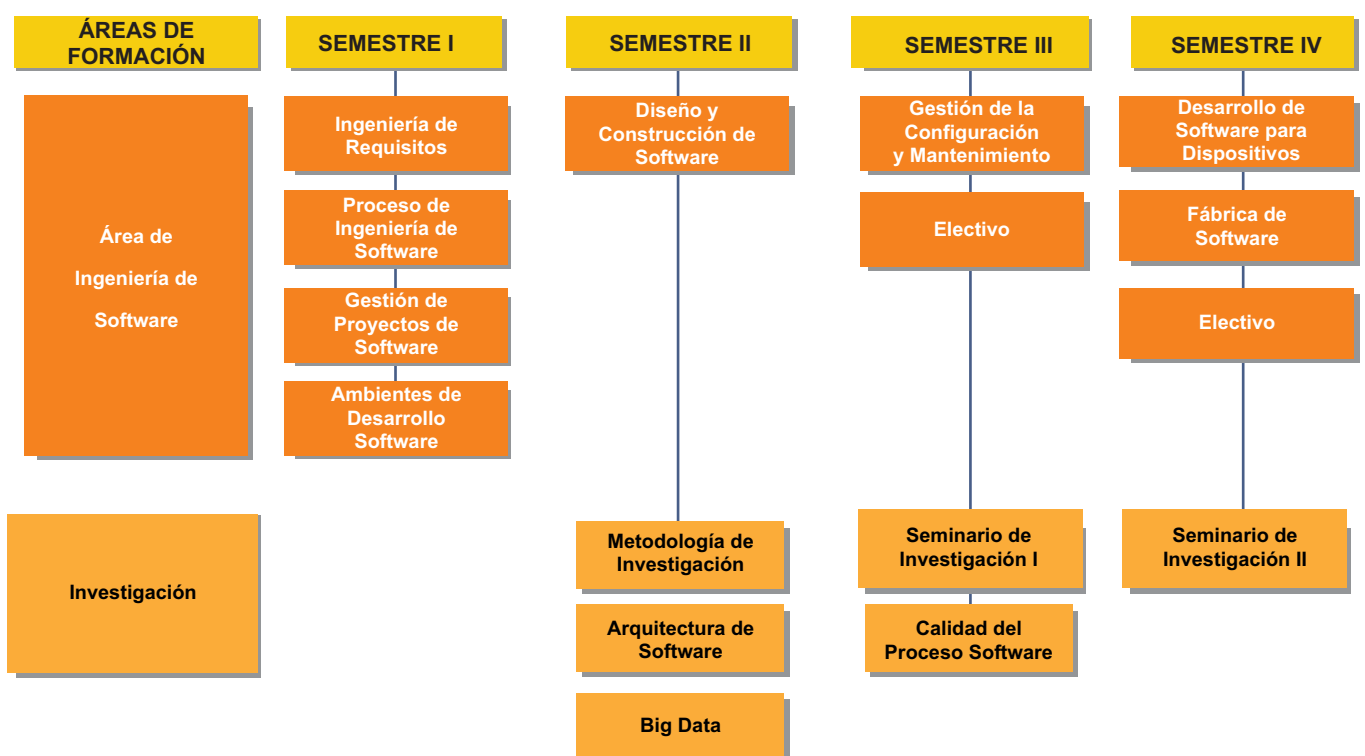 ÁREAS DE
FORMACIÓN
SEMESTRE I
SEMESTRE II
SEMESTRE III
SEMESTRE IV
Área de
Ingeniería de
Software
Ingeniería de
Requisitos
Proceso de
Ingeniería de
Software
Gestión de
Proyectos de
Software
Ambientes de
Desarrollo
Software
Diseño y
Construcción de
Software
Gestión de la
Configuración
y Mantenimiento
Electivo
Desarrollo de
Software para
Dispositivos
Fábrica de
Software
Electivo
Investigación
Metodología de
Investigación
Arquitectura de
Software
Big Data
Seminario de
Investigación I
Calidad del
Proceso Software
Seminario de
Investigación II